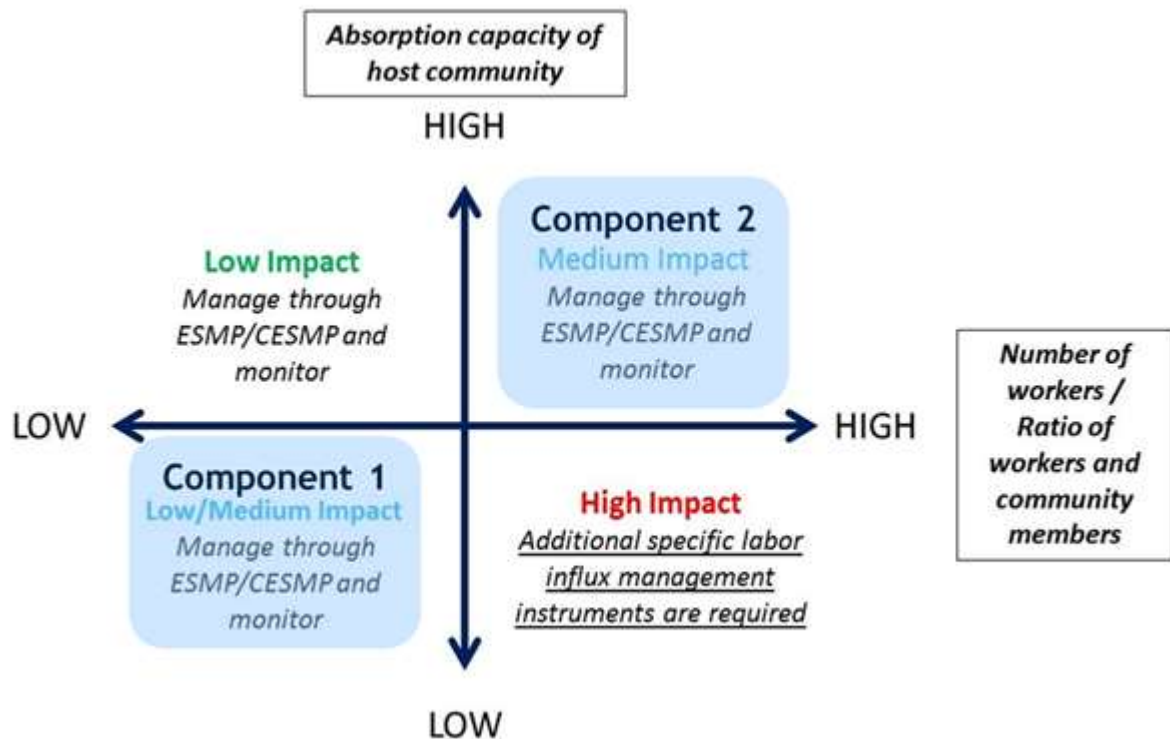 Absorption capacity of
host community
HIGH
Component 2
Medium Impact
Manage through
ESMP/CESMP and
monitor
Low Impact
Manage through
ESMP/CESMP and
monitor
LOW
HIGH
Number of
workers /
Ratio of
workers and
community
members
Component 1
Low/Medium Impact
Manage through
ESMP/CESMP and
monitor
High Impact
Additional specific labor
influx management
instruments are required
LOW